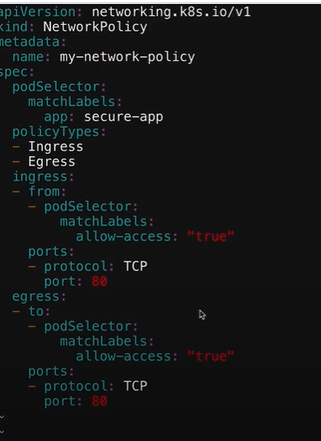 apiVersion: networking.k8s.io/v1
kind: NetworkPolicy
metadata:
  name: my-network-policy
spec:
  podSelector:
    matchLabels:
      app: secure-app
  policyTypes:
  - Ingress
  - Egress
  ingress:
  - from:
    - podSelector:
        matchLabels:
          allow-access: "true"
    ports:
    - protocol: TCP
      port: 80
  egress:
  - to:
    - podSelector:
        matchLabels:
          allow-access: "true"
    ports:
    - protocol: TCP
      port: 80
~
~